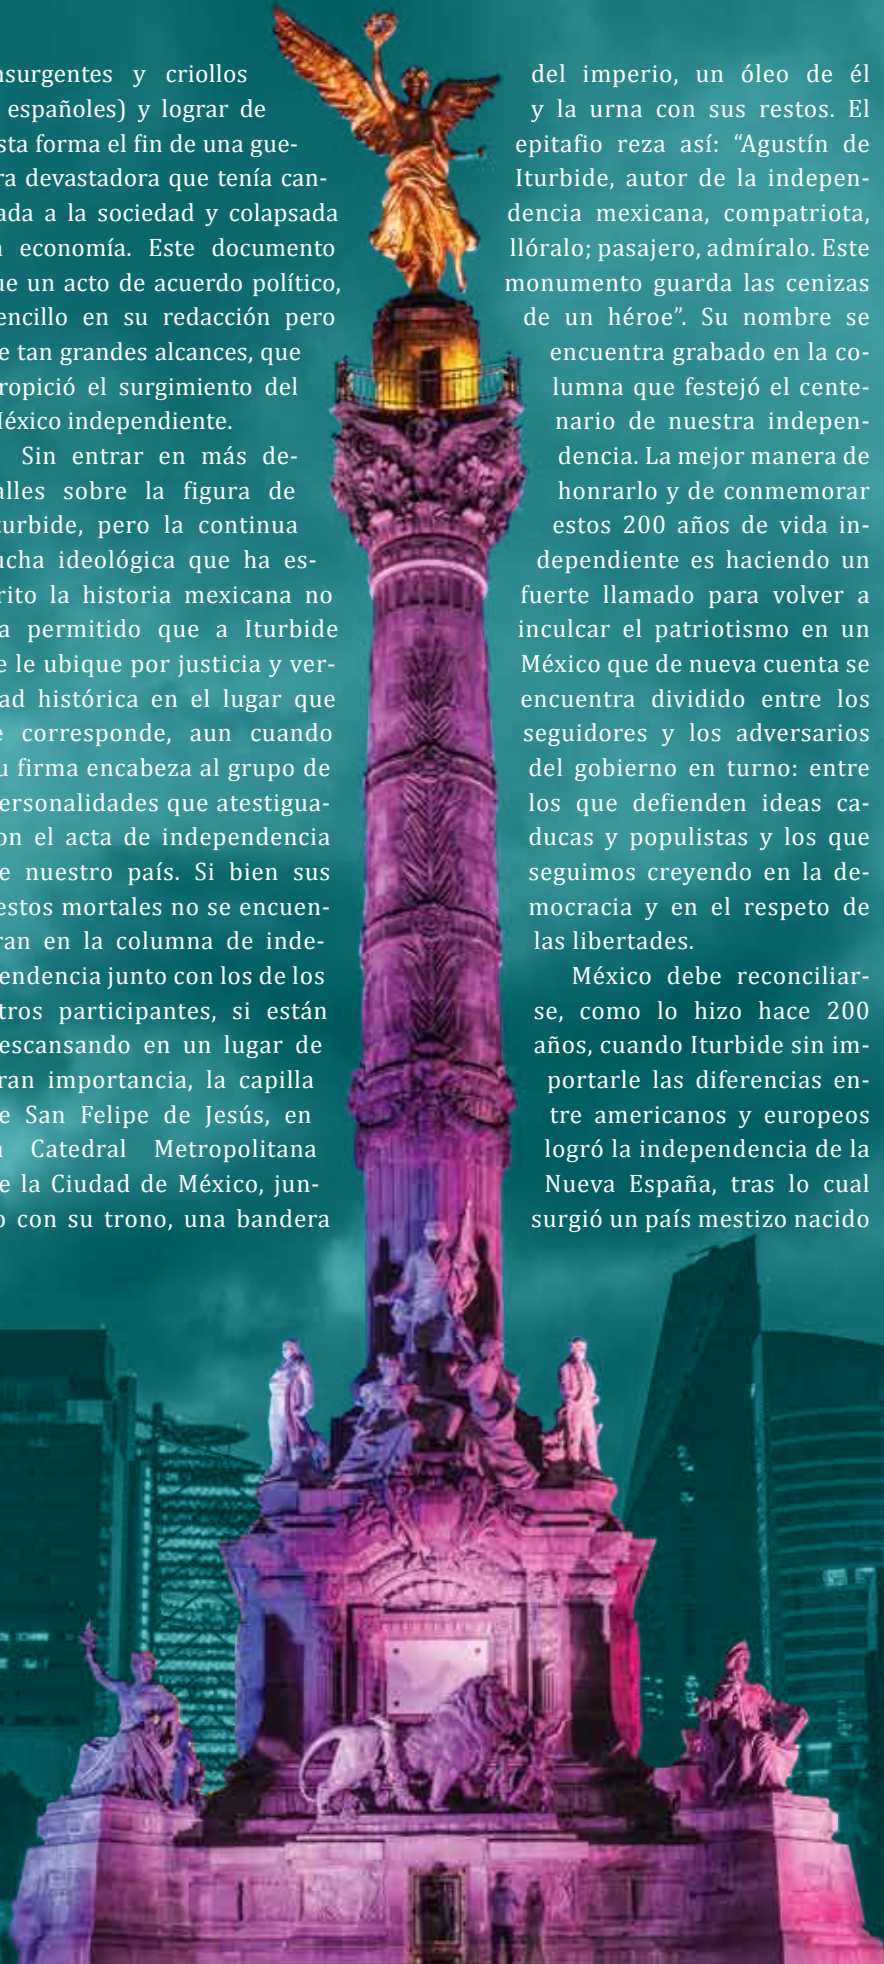 nsurgentes y criollos
españoles) y lograr de
sta forma el fin de una gue-
ra devastadora que tenía can-
ada a la sociedad y colapsada
a economía. Este documento
ue un acto de acuerdo político,
encillo en su redacción pero
e tan grandes alcances, que
ropició el surgimiento del
México independiente.
Sin entrar en más de-
alles sobre la figura de
turbide, pero la continua
ucha ideológica que ha es-
rito la historia mexicana no
a permitido que a Iturbide
e le ubique por justicia y ver-
ad histórica en el lugar que
e corresponde, aun cuando
u firma encabeza al grupo de
ersonalidades que atestigua-
on el acta de independencia
e nuestro país. Si bien sus
estos mortales no se encuen-
ran en la columna de inde-
endencia junto con los de los
tros participantes, si están
escansando en un lugar de
ran importancia, la capilla
e San Felipe de Jesús, en
a Catedral Metropolitana
e la Ciudad de México, jun-
o con su trono, una bandera
del imperio, un óleo de él
y la urna con sus restos. El
epitafio reza así: “Agustín de
Iturbide, autor de la indepen-
dencia mexicana, compatriota,
llóralo; pasajero, admíralo. Este
monumento guarda las cenizas
de un héroe”. Su nombre se
encuentra grabado en la co-
lumna que festejó el cente-
nario de nuestra indepen-
dencia. La mejor manera de
honrarlo y de conmemorar
estos 200 años de vida in-
dependiente es haciendo un
fuerte llamado para volver a
inculcar el patriotismo en un
México que de nueva cuenta se
encuentra dividido entre los
seguidores y los adversarios
del gobierno en turno: entre
los que defienden ideas ca-
ducas y populistas y los que
seguimos creyendo en la de-
mocracia y en el respeto de
las libertades.
México debe reconciliar-
se, como lo hizo hace 200
años, cuando Iturbide sin im-
portarle las diferencias en-
tre americanos y europeos
logró la independencia de la
Nueva España, tras lo cual
surgió un país mestizo nacido